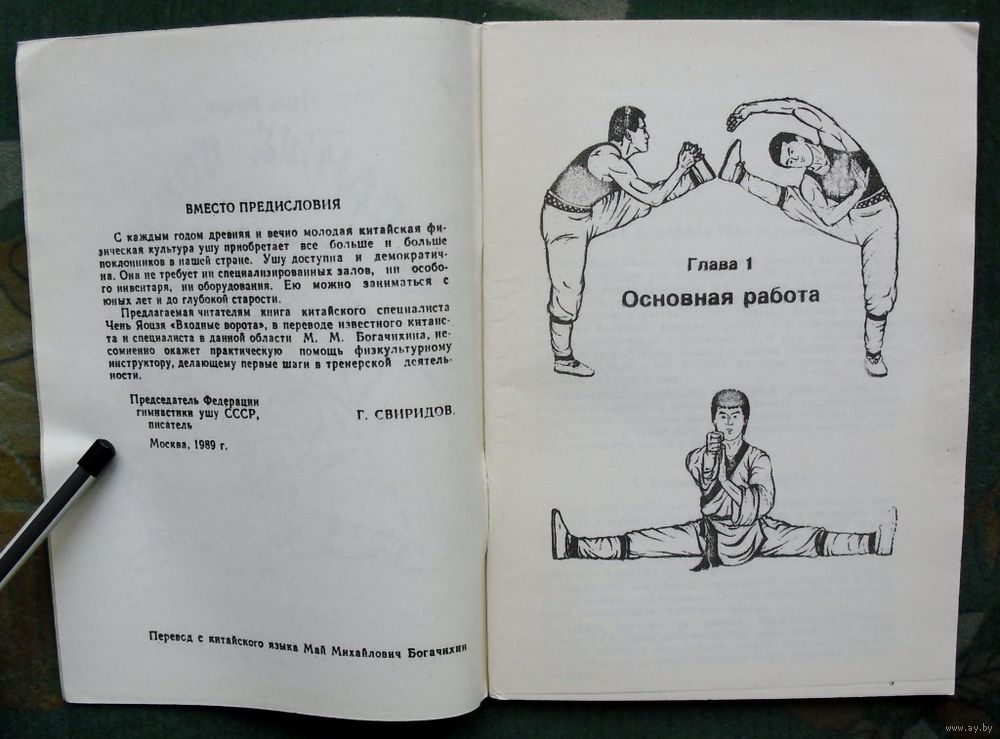 ВМЕСТО ПРЕДИСЛОВИЯ
С каждым годом древняя и вечно молодая китайская фи-
зическая культура ушу приобретает все больше и больше
поклонников в нашей стране. Ушу доступна и демократич-
на. Она не требует ни специализированных залов, ни особо-
го инвентаря, ни оборудования. Ею можно заниматься с
юных лет и до глубокой старости.
Предлагаемая читателям книга китайского специалиста
Чень Яоцзя «Входные ворота», в переводе известного китаис-
та и специалиста в данной области М. М. Богачихина, не-
сомненно окажет практическую помощь физкультурному
инструктору, делающему первые шаги в тренерской деятель-
ности.
Председатель Федерации
гимнастики ушу СССР,
писатель
Г. СВИРИДОВ.
Москва, 1989 г.
Перевод с китайского языка Май Михайлович Богачихин
Глава 1
Основная работа
www.ay.by